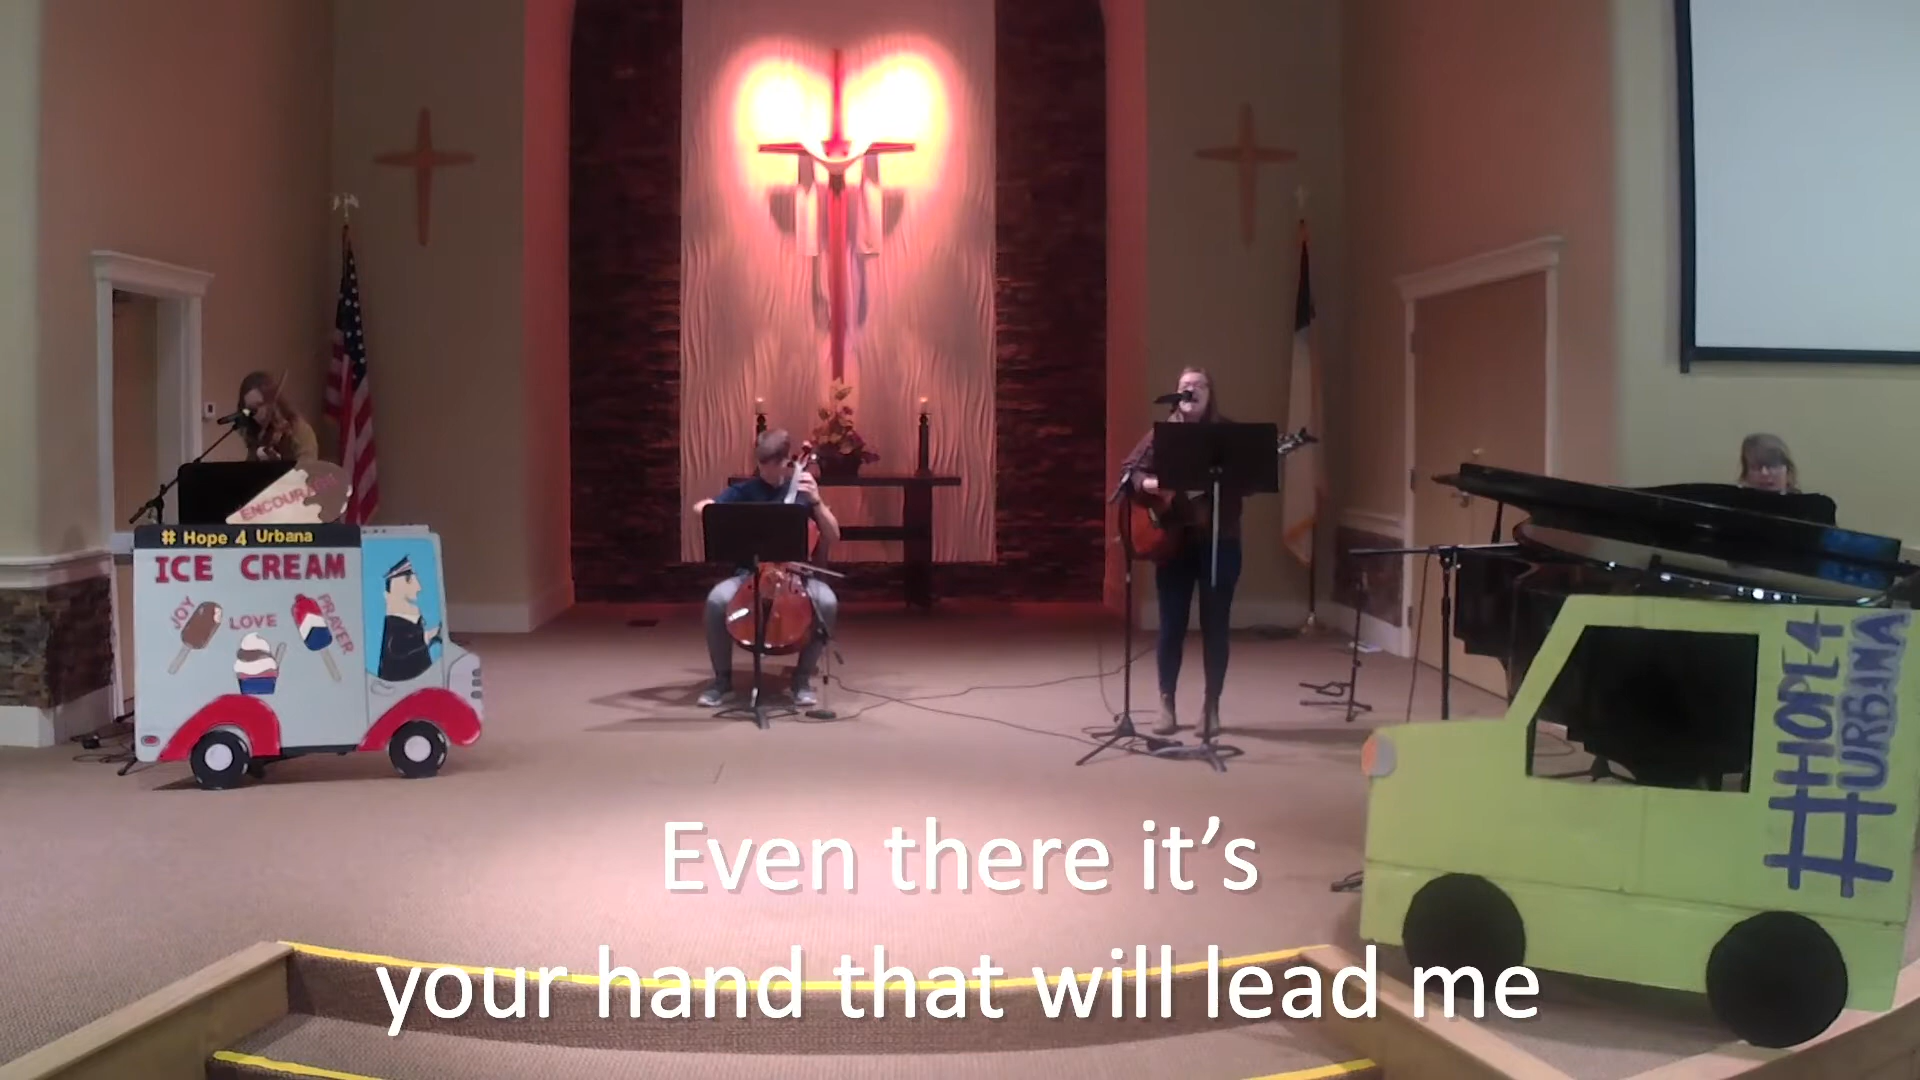 ENCOURAGE
# Hope 4 Urbana
ICE CREAM
JOY
LOVE
PRAYER
#HOPE4
URBANA
Even there it’s
your hand that will lead me